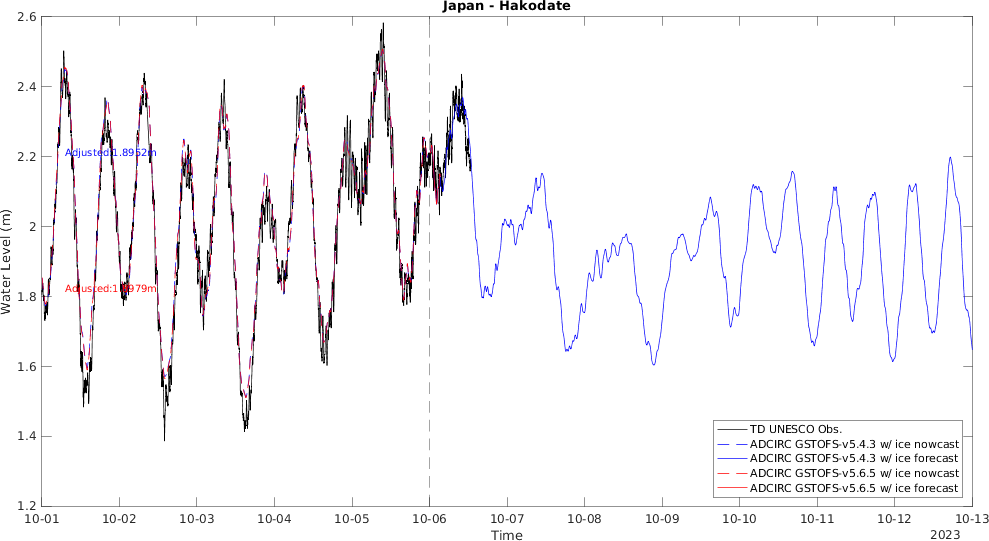 Japan - Hakodate
2.6
2.4
2.2
2
1.8
1.6
1.4
1.2
Water Level (m)
Adjusted:1.8962m
Adjusted:1.8979m
TD UNESCO Obs.
ADCIRC GSTOFS-v5.4.3 w/ ice nowcast
ADCIRC GSTOFS-v5.4.3 w/ ice forecast
ADCIRC GSTOFS-v5.6.5 w/ ice nowcast
ADCIRC GSTOFS-v5.6.5 w/ ice forecast
10-01 10-02 10-03 10-04 10-05 10-06 10-07 10-08 10-09 10-10 10-11 10-12 10-13
Time
2023